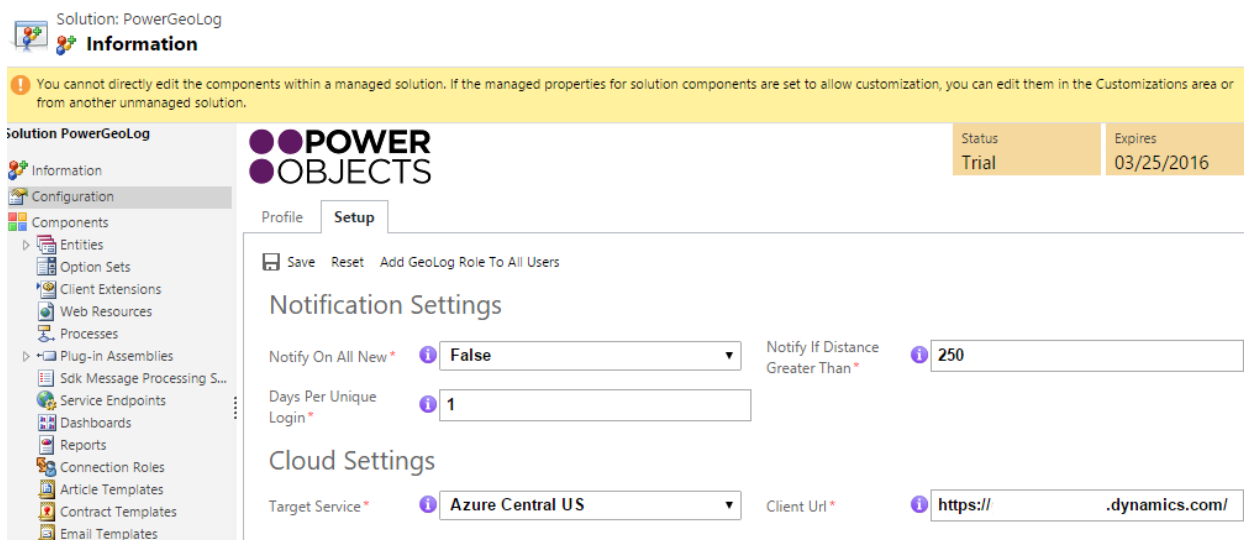 Solution: PowerGeoLog
Information
You cannot directly edit the components within a managed solution. If the managed properties for solution components are set to allow customization, you can edit them in the Customizations area or
from another unmanaged solution.
Solution PowerGeoLog
Information
Configuration
Components
Entities
Option Sets
Client Extensions
Web Resources
Processes
Plug-in Assemblies
Sdk Message Processing S...
Service Endpoints
Dashboards
Reports
Connection Roles
Article Templates
Contract Templates
Email Templates
POWER
OBJECTS
Status
Trial
Expires
03/25/2016
Profile
Setup
Save Reset Add GeoLog Role To All Users
Notification Settings
Notify On All New*
False
Notify If Distance
Greater Than*
250
Days Per Unique
Login*
1
Cloud Settings
Target Service*
Azure Central US
Client Url*
https:// .dynamics.com/